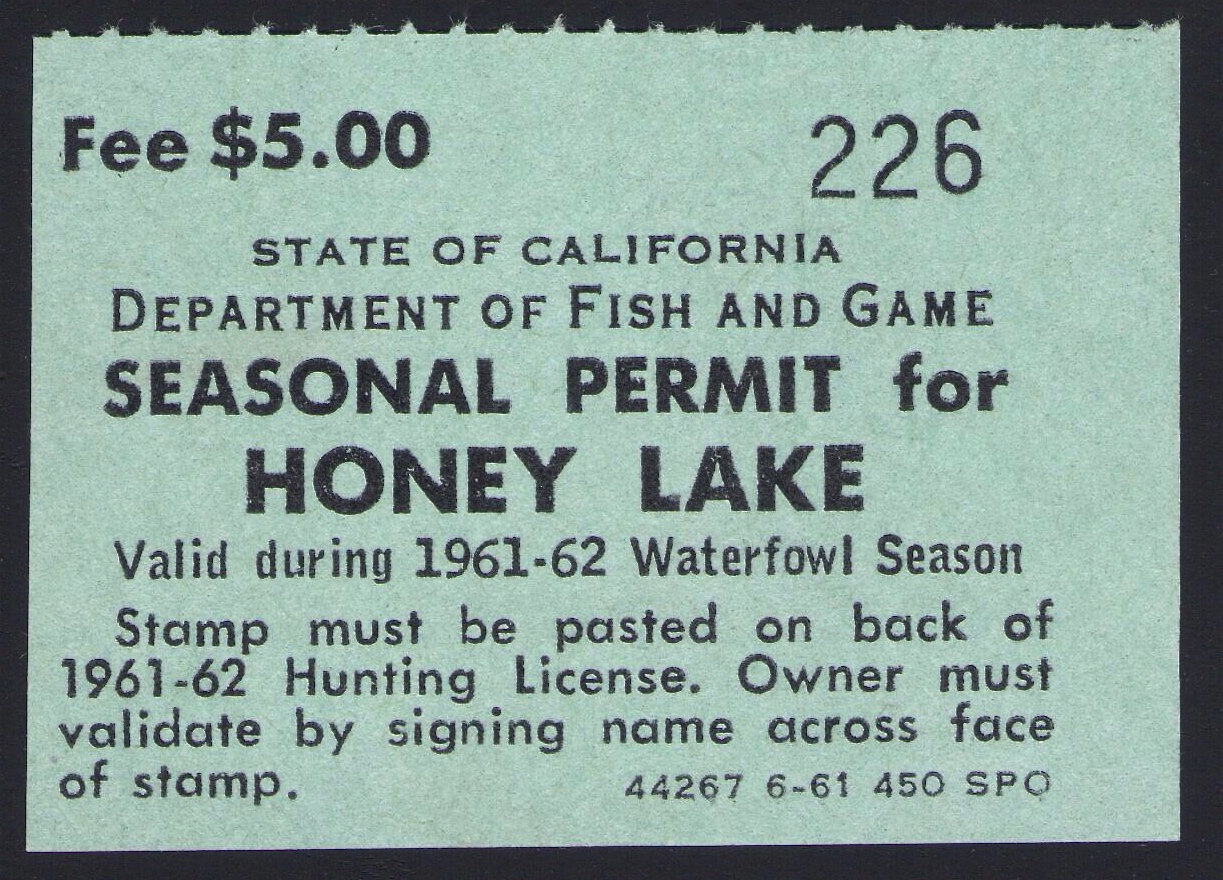 Fee $5.00 226
STATE OF CALIFORNIA
DEPARTMENT OF FISH AND GAME
SEASONAL PERMIT for
HONEY LAKE
Valid during 1961-62 Waterfowl Season
Stamp must be pasted on back of
1961-62 Hunting License. Owner must
validate by signing name across face
of stamp. 44267 6-61 450 SPO